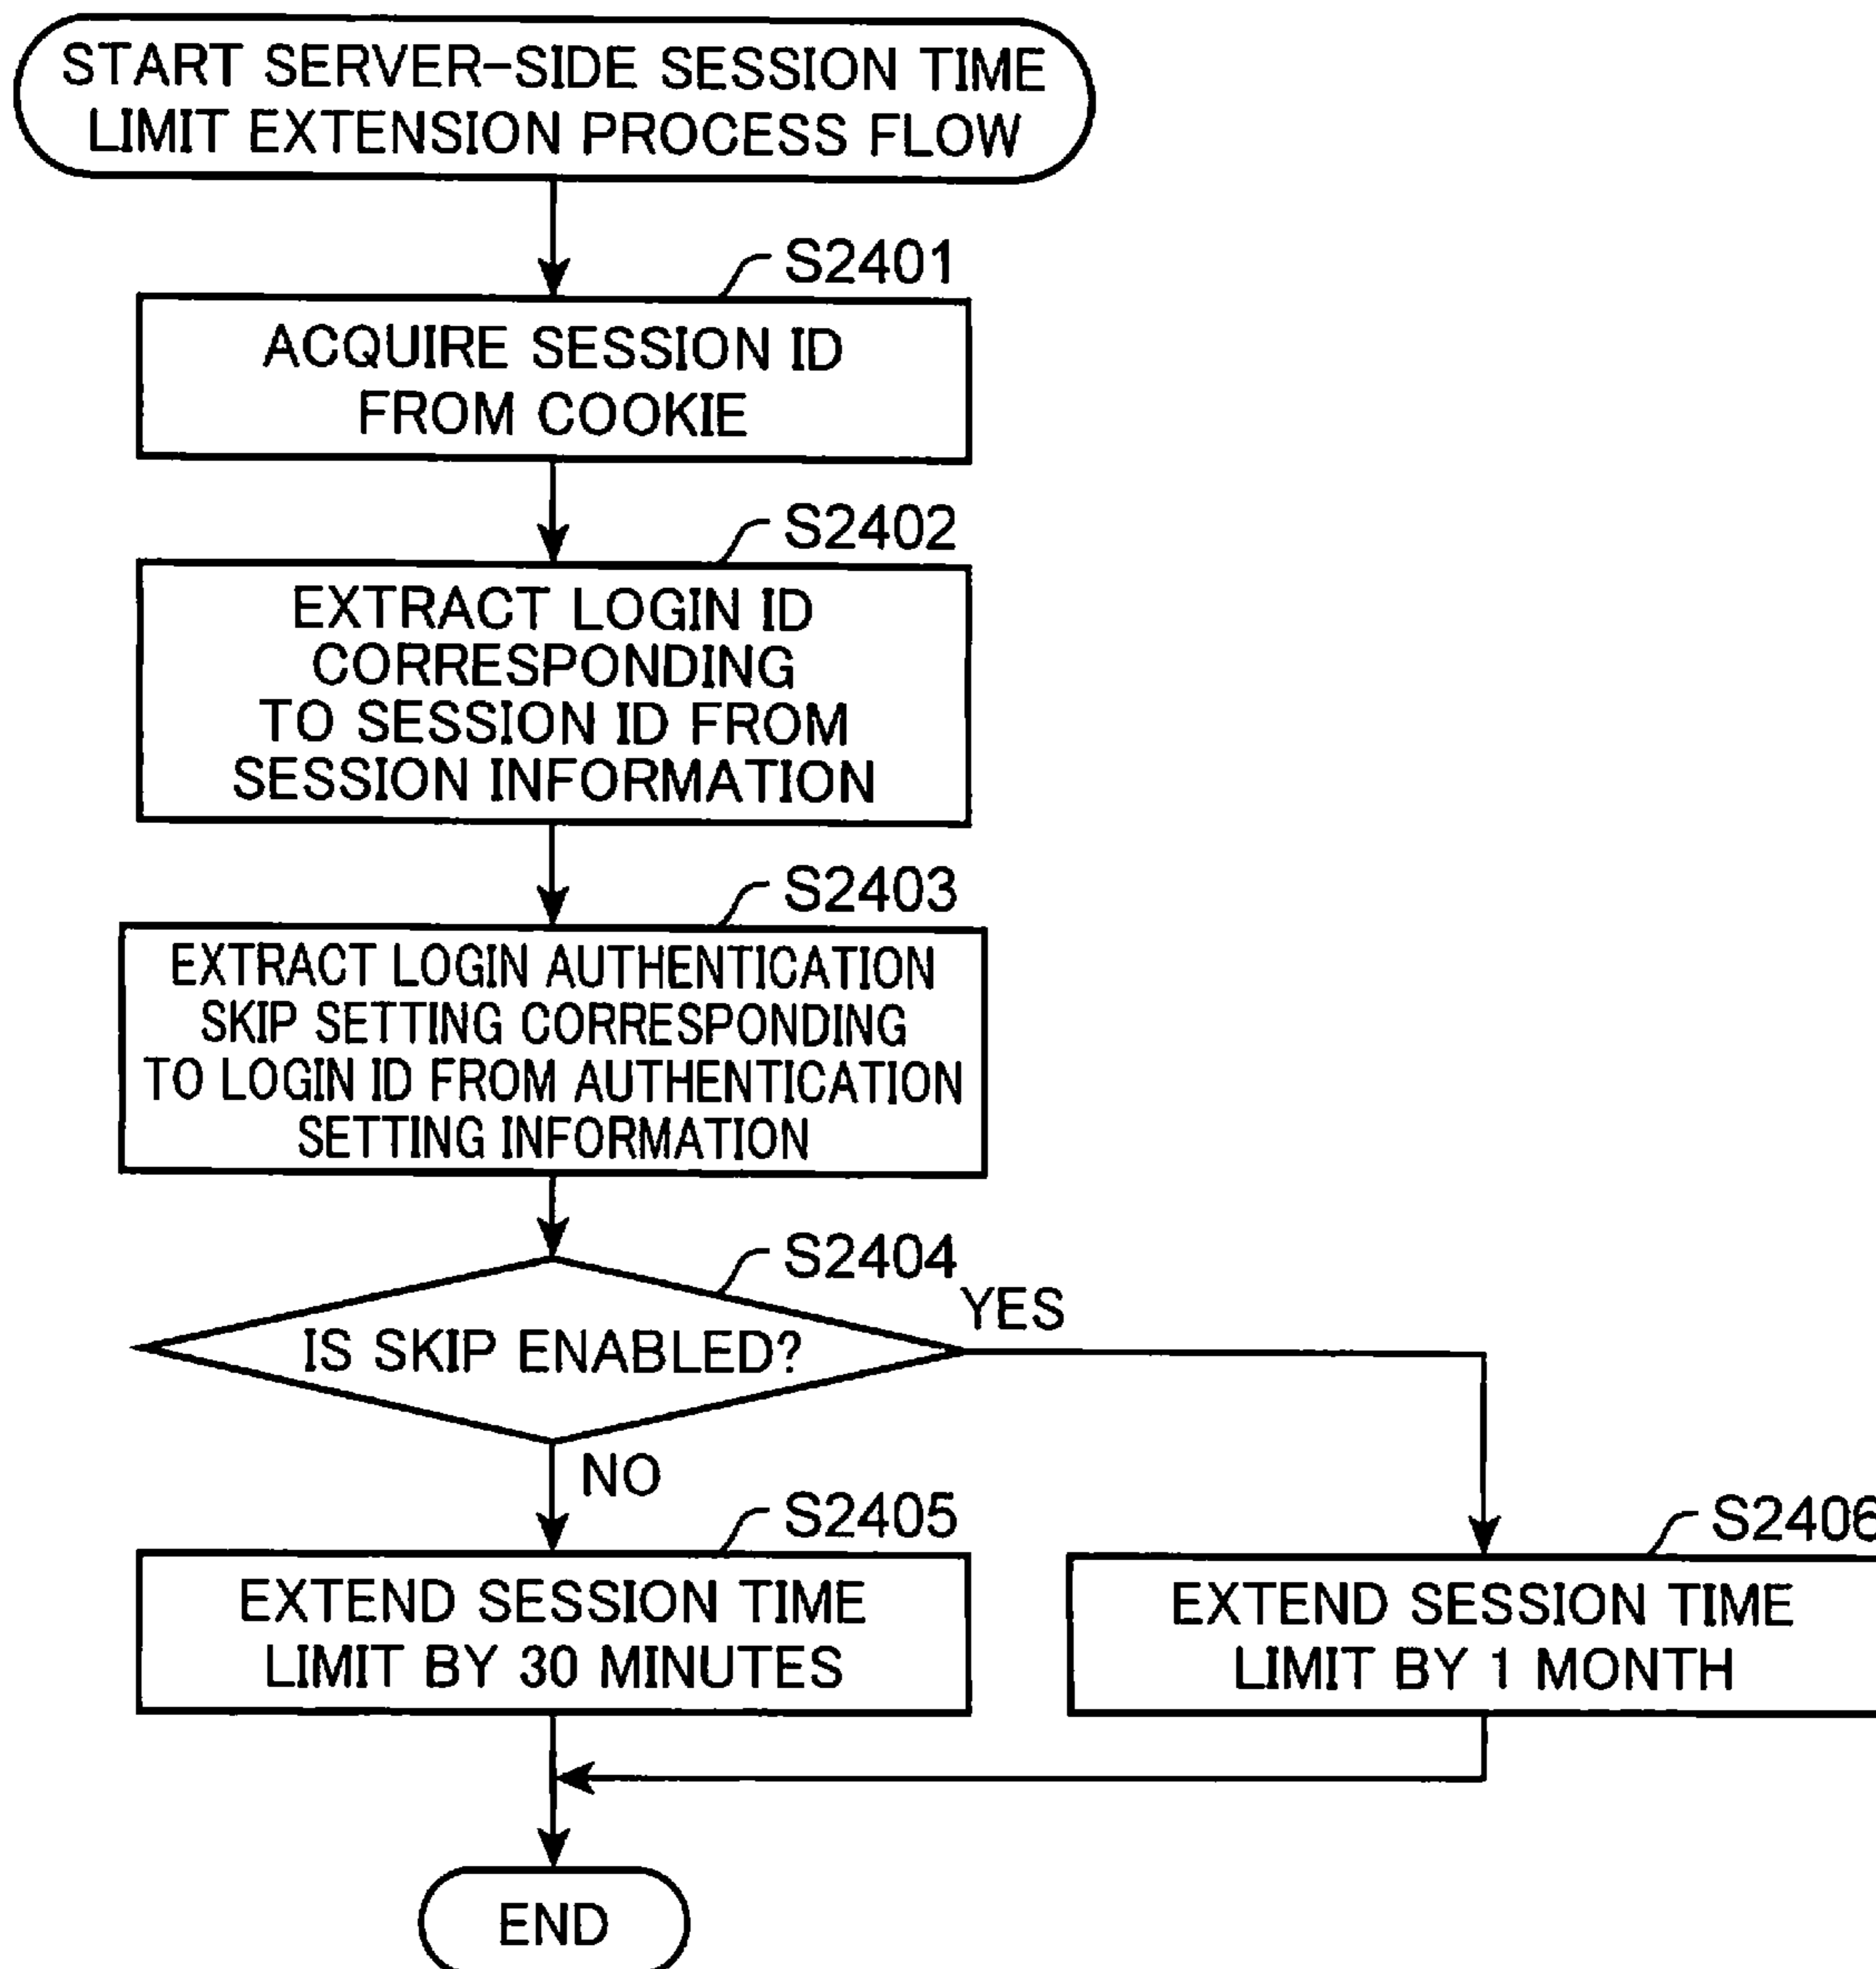 START SERVER-SIDE SESSION TIME
LIMIT EXTENSION PROCESS FLOW
S2401
ACQUIRE SESSION ID
FROM COOKIE
S2402
EXTRACT LOGIN ID
CORRESPONDING
TO SESSION ID FROM
SESSION INFORMATION
S2403
EXTRACT LOGIN AUTHENTICATION
SKIP SETTING CORRESPONDING
TO LOGIN ID FROM AUTHENTICATION
SETTING INFORMATION
S2404
IS SKIP ENABLED?
YES
NO
S2405
EXTEND SESSION TIME
LIMIT BY 30 MINUTES
S2406
EXTEND SESSION TIME
LIMIT BY 1 MONTH
END